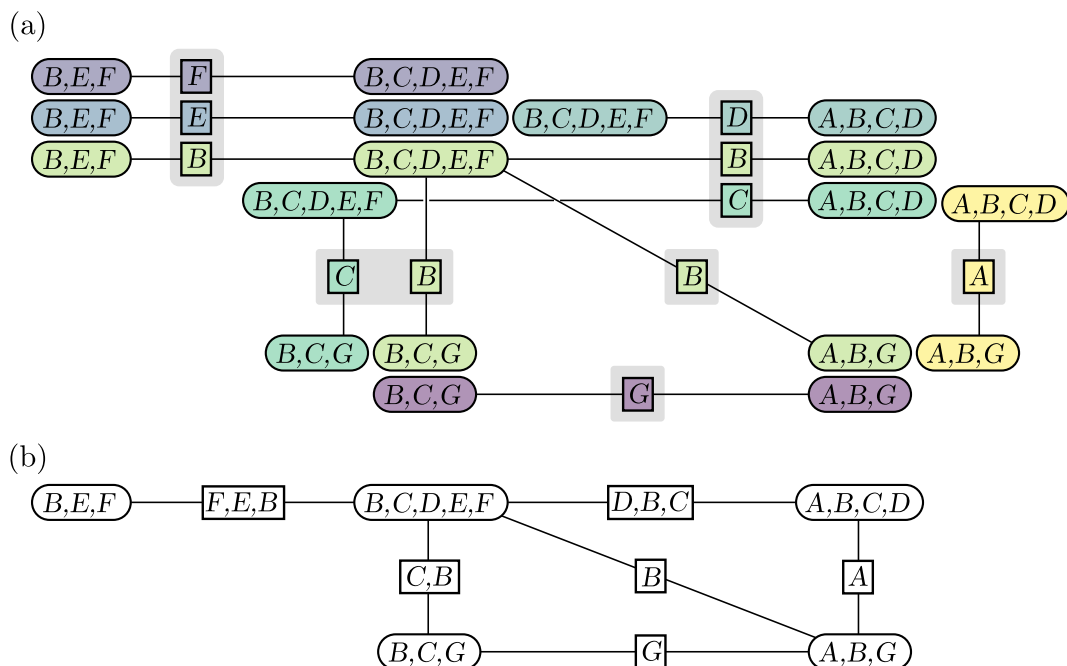 (a)
B,E,F F B,C,D,E,F
B,E,F E B,C,D,E,F B,C,D,E,F D A,B,C,D
B,E,F B B,C,D,E,F B A,B,C,D
B,C,D,E,F C A,B,C,D A,B,C,D
C B B A
B,C,G B,C,G A,B,G A,B,G
B,C,G G A,B,G
(b)
B,E,F F,E,B B,C,D,E,F D,B,C A,B,C,D
C,B B A
B,C,G G A,B,G